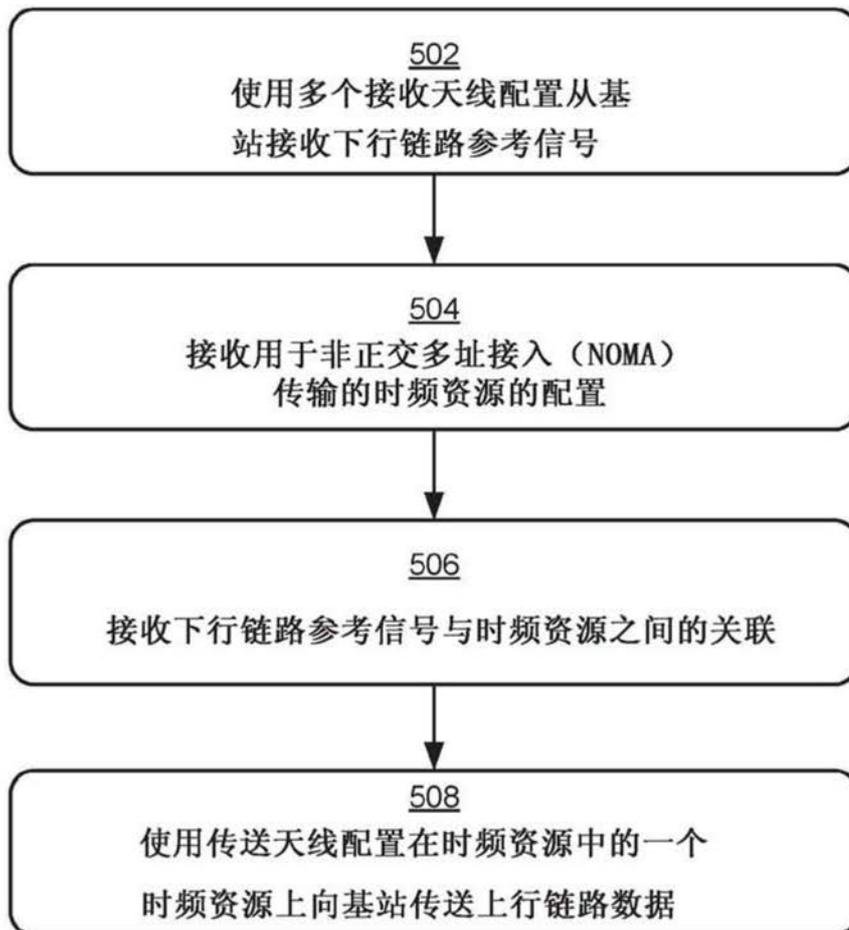 502
使用多个接收天线配置从基
站接收下行链路参考信号
504
接收用于非正交多址接入（NOMA）
传输的时频资源的配置
506
接收下行链路参考信号与时频资源之间的关联
508
使用传送天线配置在时频资源中的一个
时频资源上向基站传送上行链路数据